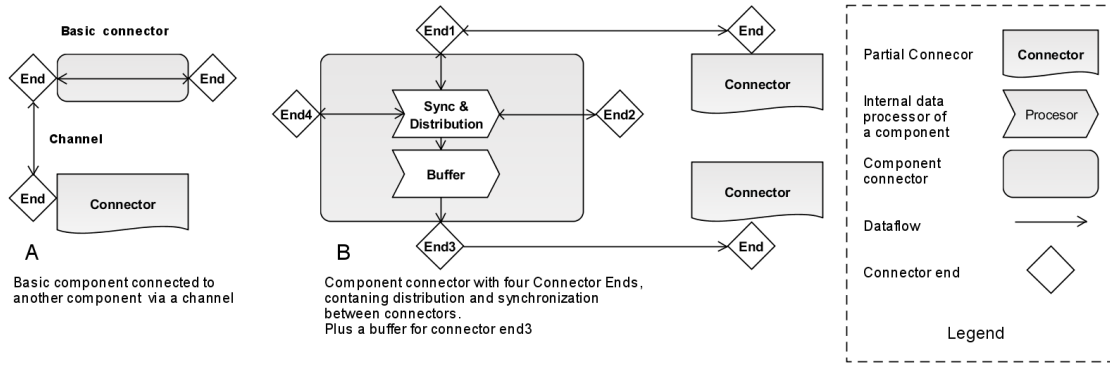 Basic connector
End
End
Channel
End
Connector
A
Basic component connected to
another component via a channel
End1
End
Connector
Sync &
Distribution
End4
End2
Buffer
Connector
End3
End
B
Component connector with four Connector Ends,
contaning distribution and synchronization
between connectors.
Plus a buffer for connector end3
Partial Connecor
Connector
Internal data
processor of
a component
Procesor
Component
connector
Dataflow
Connector end
Legend